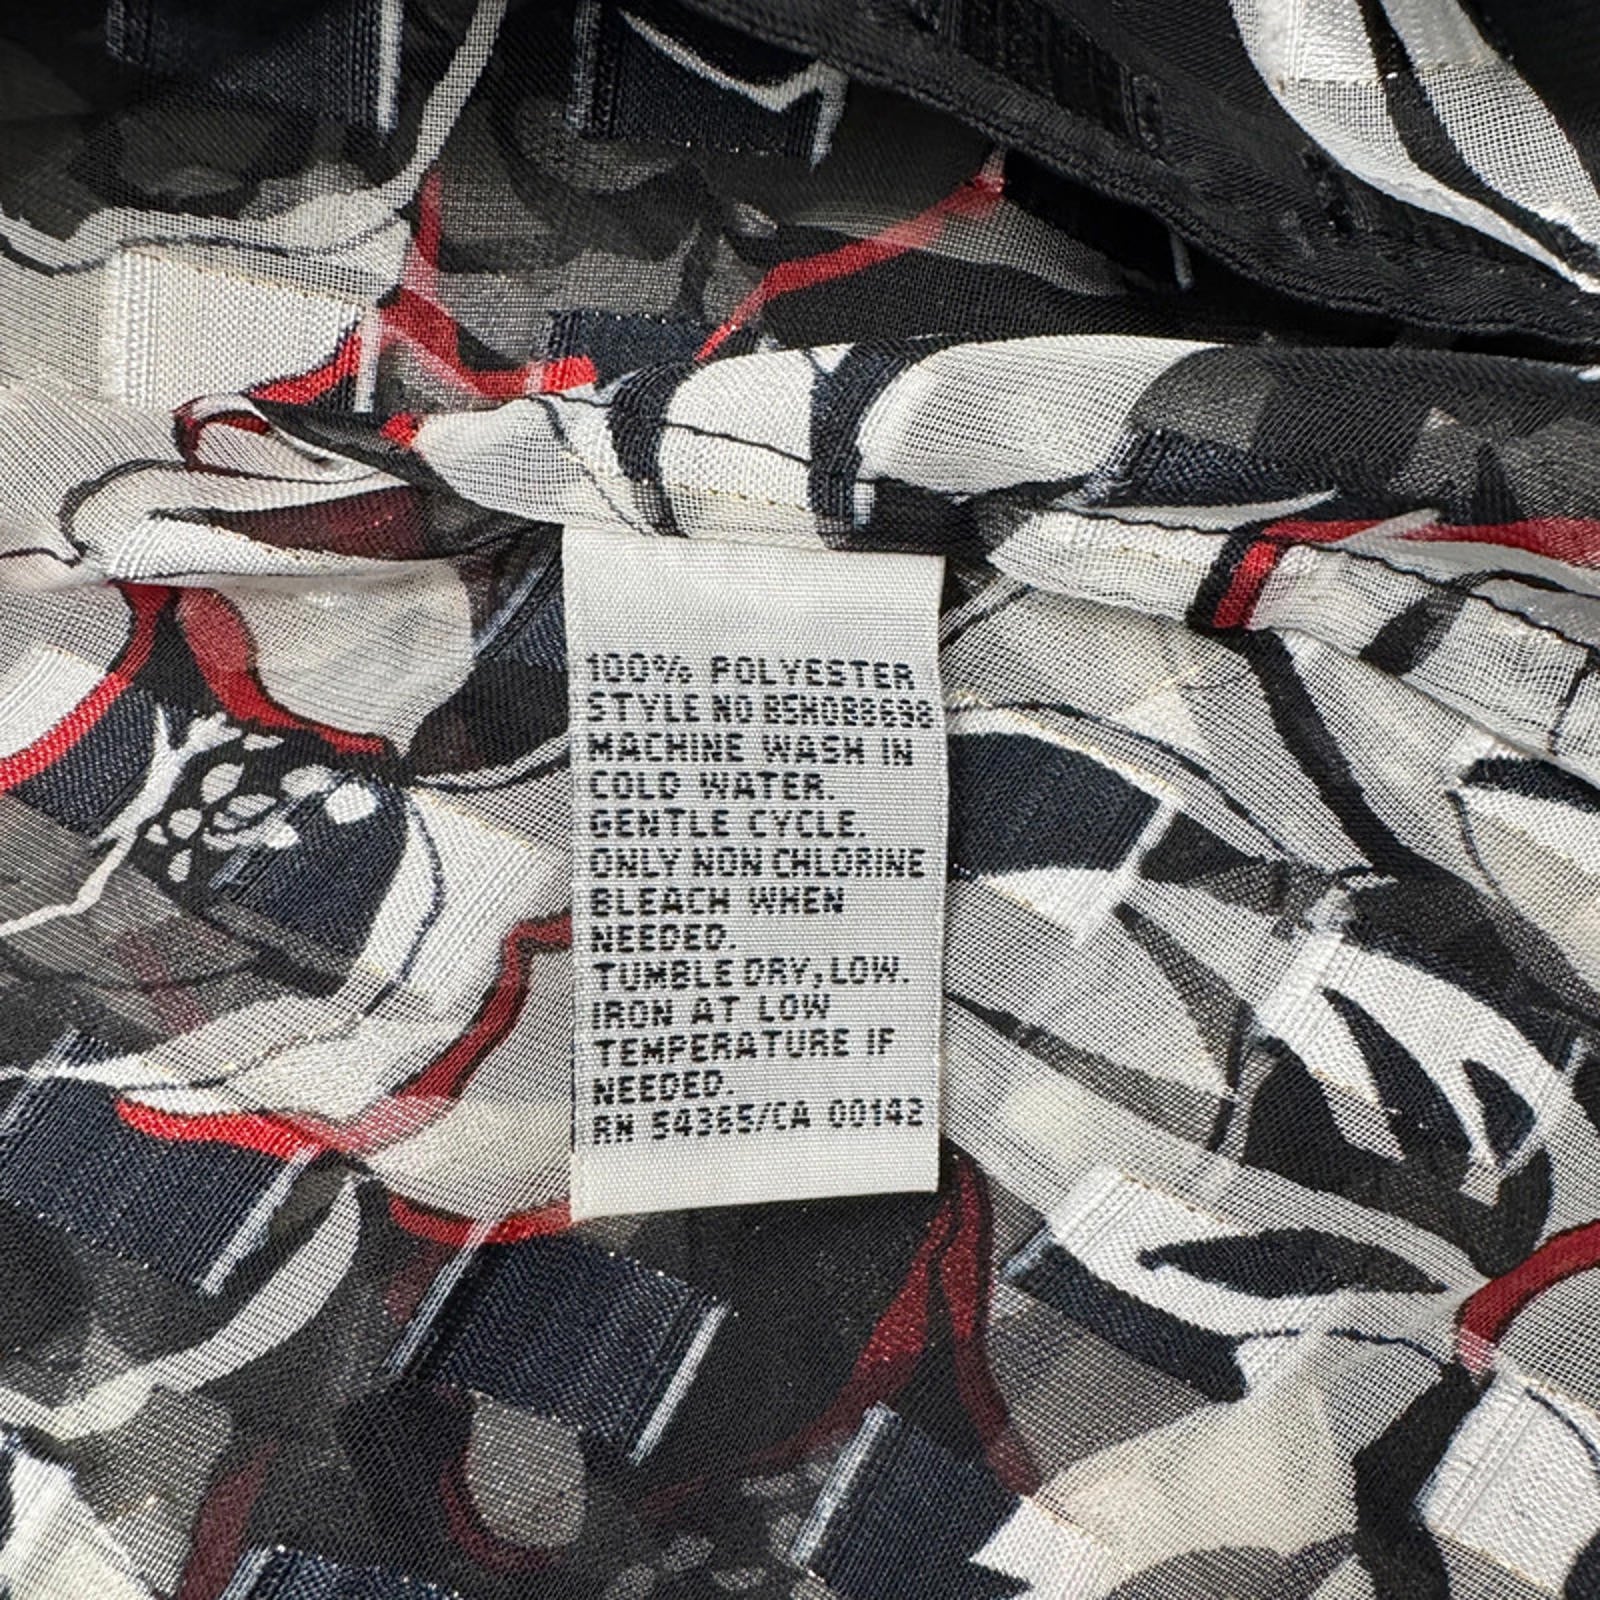 100% POLYESTER
STYLE NO BSHOB8698
MACHINE WASH IN
COLD WATER.
GENTLE CYCLE.
ONLY NON CHLORINE
BLEACH WHEN
NEEDED.
TUMBLE DRY, LOW.
IRON AT LOW
TEMPERATURE IF
NEEDED.
RN 54365/CA 00142